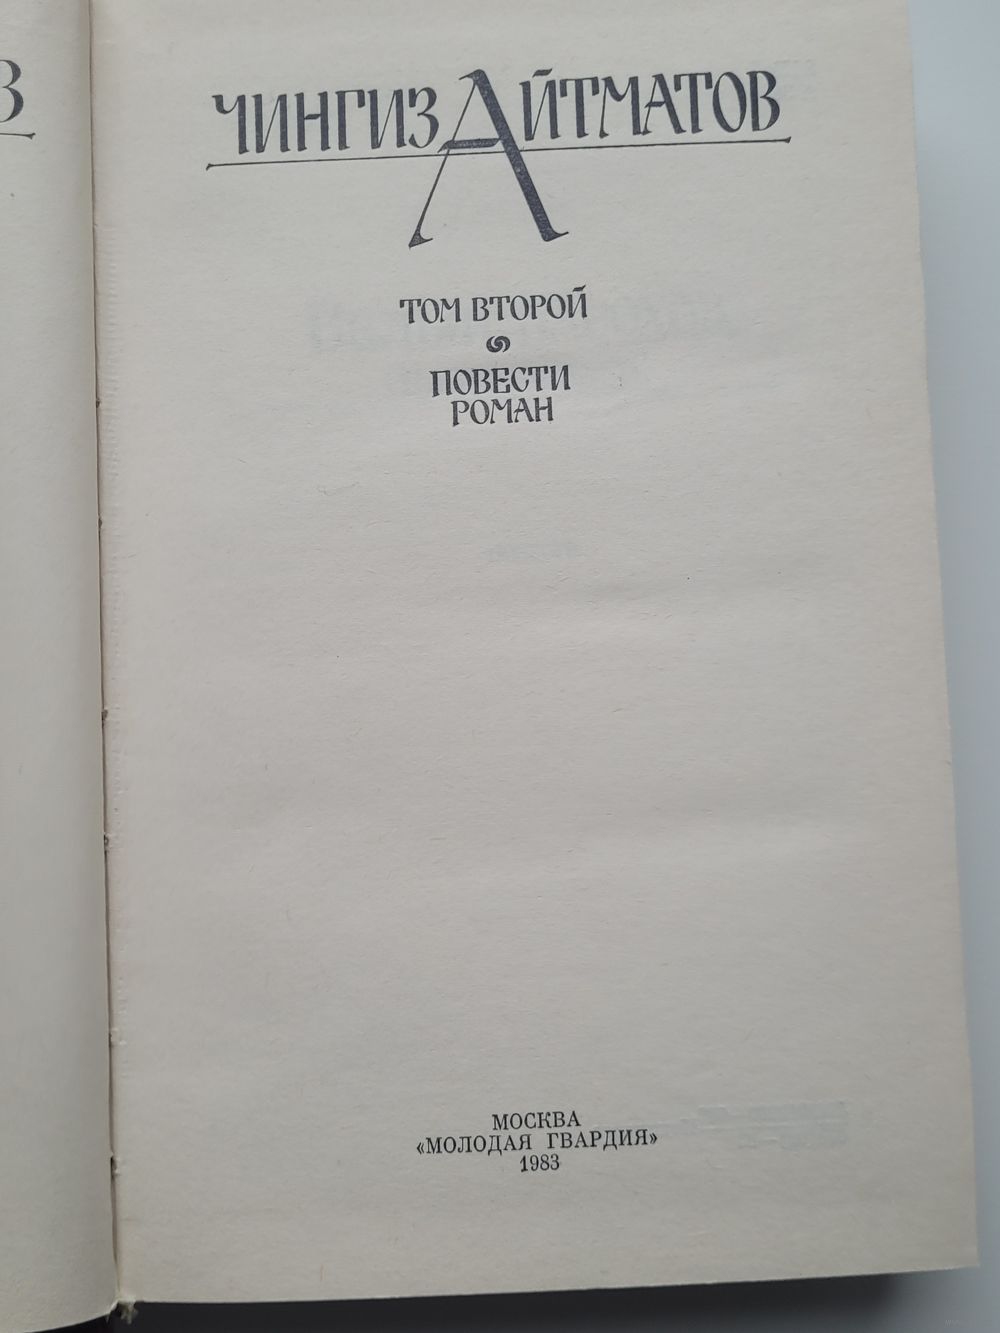 З
ЧИНГИЗ АЙТМАТОВ
ТОМ ВТОРОЙ
ПОВЕСТИ
РОМАН
МОСКВА
«МОЛОДАЯ ГВАРДИЯ»
1983